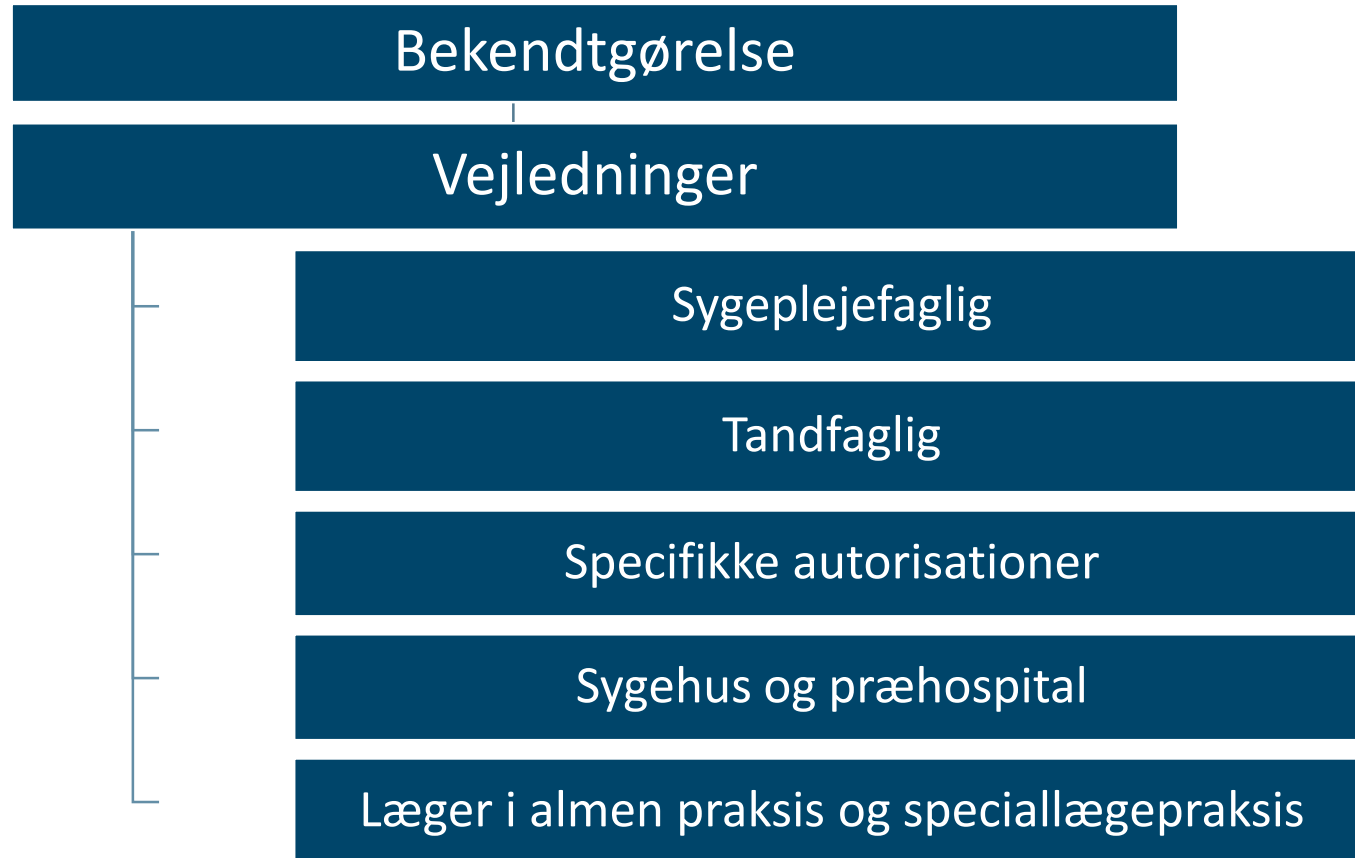 Bekendtgørelse
Vejledninger
Sygeplejefaglig
Tandfaglig
Specifikke autorisationer
Sygehus og præhospital
Læger i almen praksis og speciallægepraksis